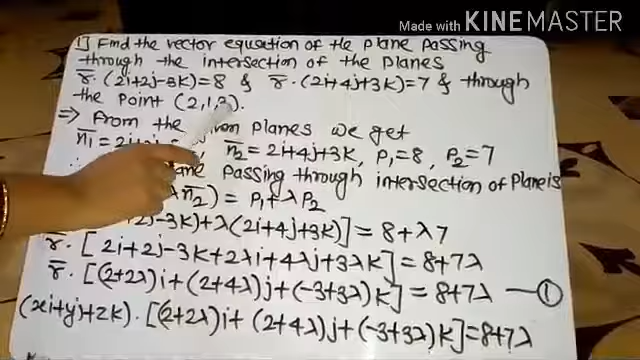 Made with KINEMASTER
1] Find the vector equation of the plane passing
through the intersection of the planes
r̄·(2i+2j-3k)=8 & r̄·(2i+4j+3k)=7 & through
the point (2,1,3).
⇒ From the planes we get
n̄₁ = n̄₂ = 2i+4j+3k, P₁=8, P₂=7
∴ passing through intersection of plane is
n̄₂) = P₁+λP₂
-3k)+λ(2i+4j+3k)] = 8+λ7
r̄·[2i+2j-3k+2λi+4λj+3λk] = 8+7λ
r̄·[(2+2λ)i+(2+4λ)j+(-3+3λ)k] = 8+7λ —①
(xi+yj+zk)·[(2+2λ)i+(2+4λ)j+(-3+3λ)k]=8+7λ